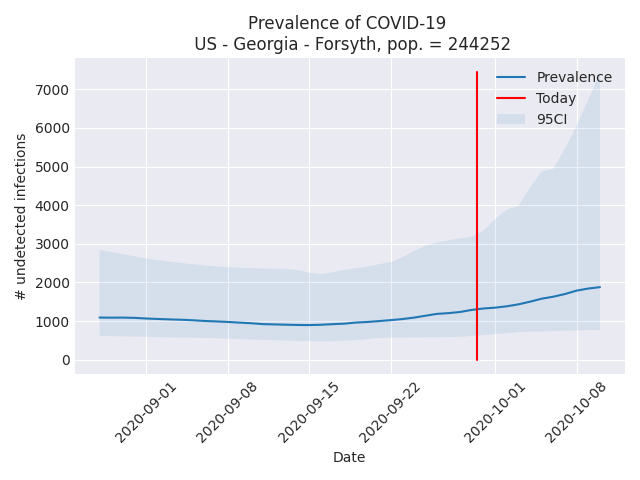 Prevalence of COVID-19
US - Georgia - Forsyth, pop. = 244252
Prevalence
Today
95CI
7000
6000
5000
4000
3000
2000
1000
0
# undetected infections
2020-09-01
2020-09-08
2020-09-15
2020-09-22
2020-10-01
2020-10-08
Date